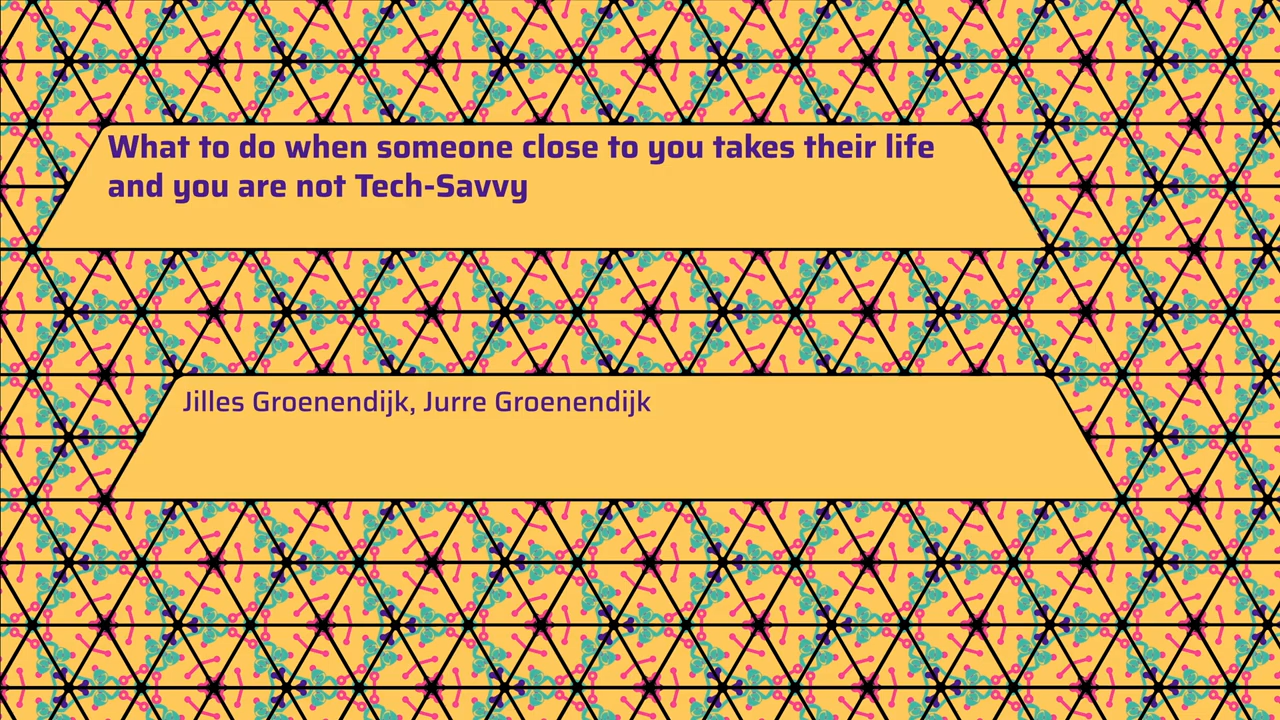 What to do when someone close to you takes their life
and you are not Tech-Savvy
Jilles Groenendijk, Jurre Groenendijk